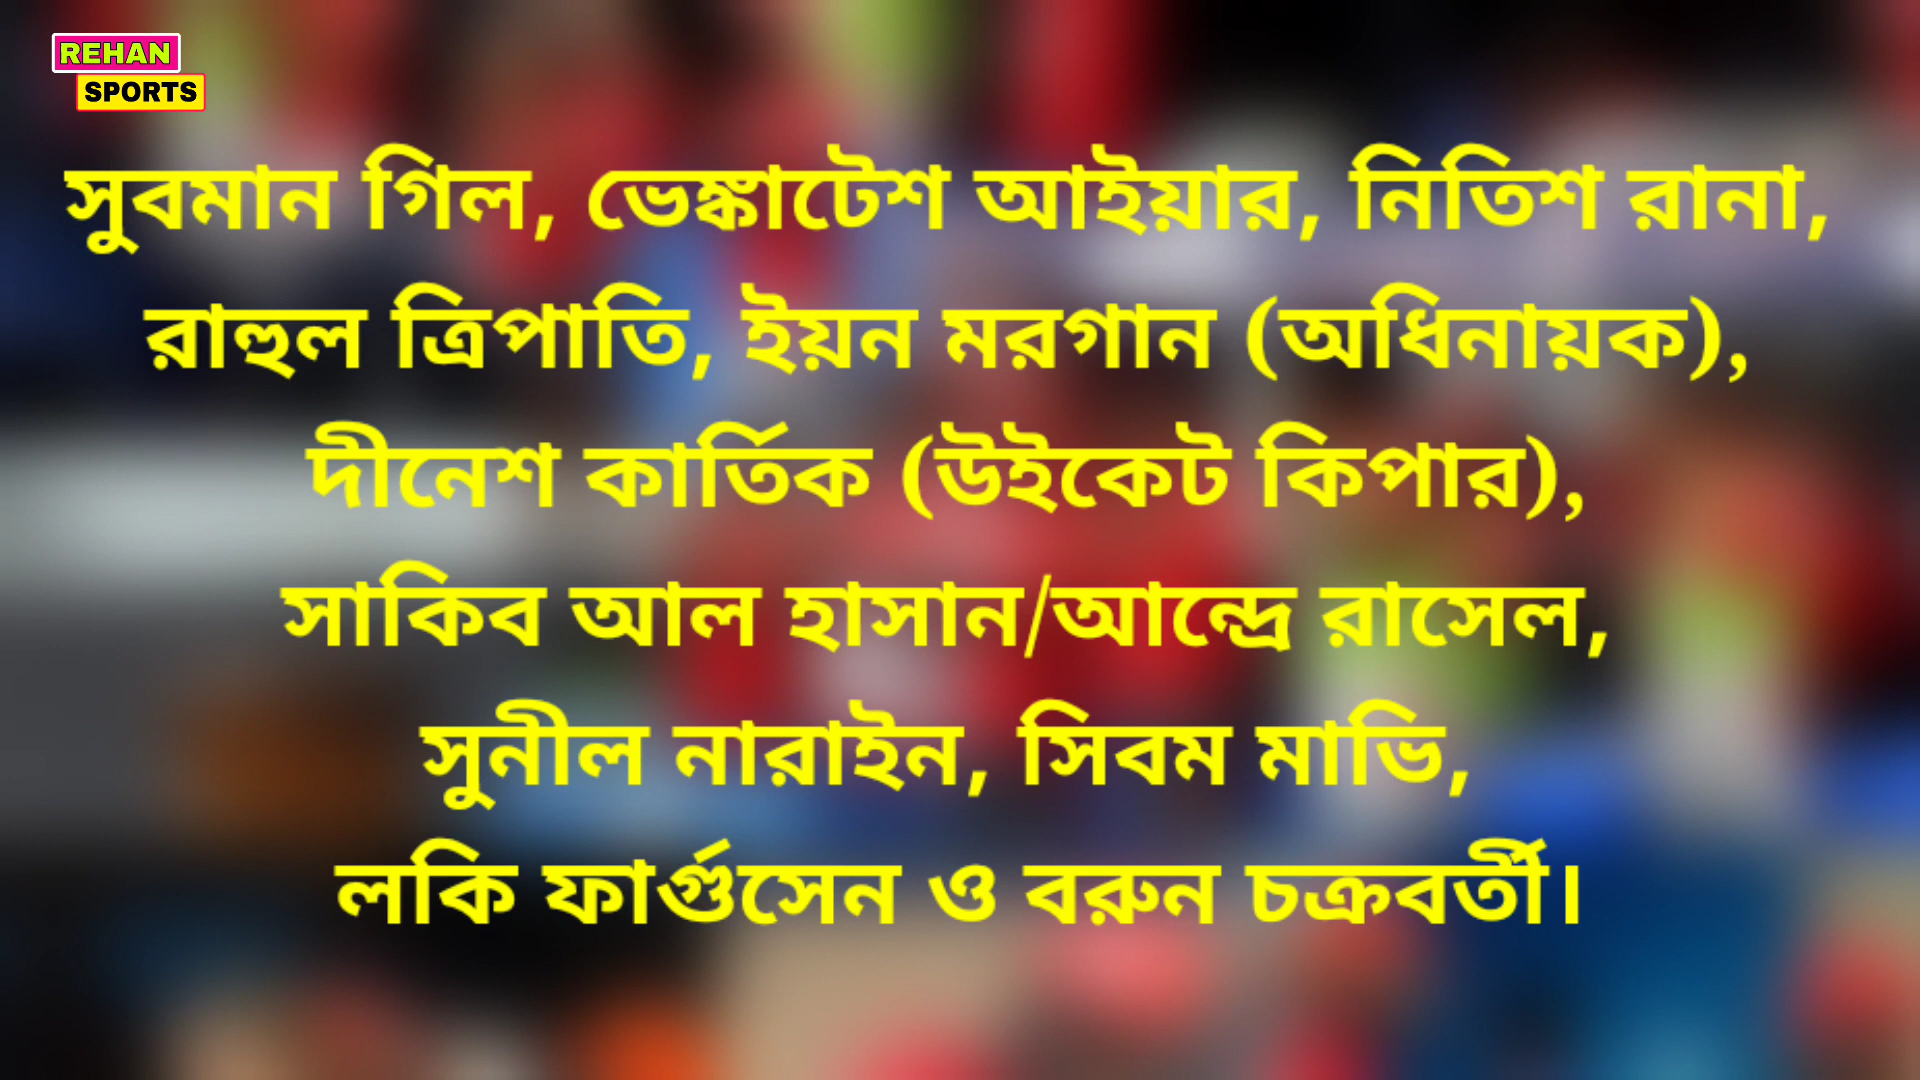 REHAN
SPORTS
সুবমান গিল, ভেঙ্কাটেশ আইয়ার, নিতিশ রানা,
রাহুল ত্রিপাতি, ইয়ন মরগান (অধিনায়ক),
দীনেশ কার্তিক (উইকেট কিপার),
সাকিব আল হাসান/আন্দ্রে রাসেল,
সুনীল নারাইন, সিবম মাভি,
লকি ফার্গুসেন ও বরুন চক্রবর্তী।